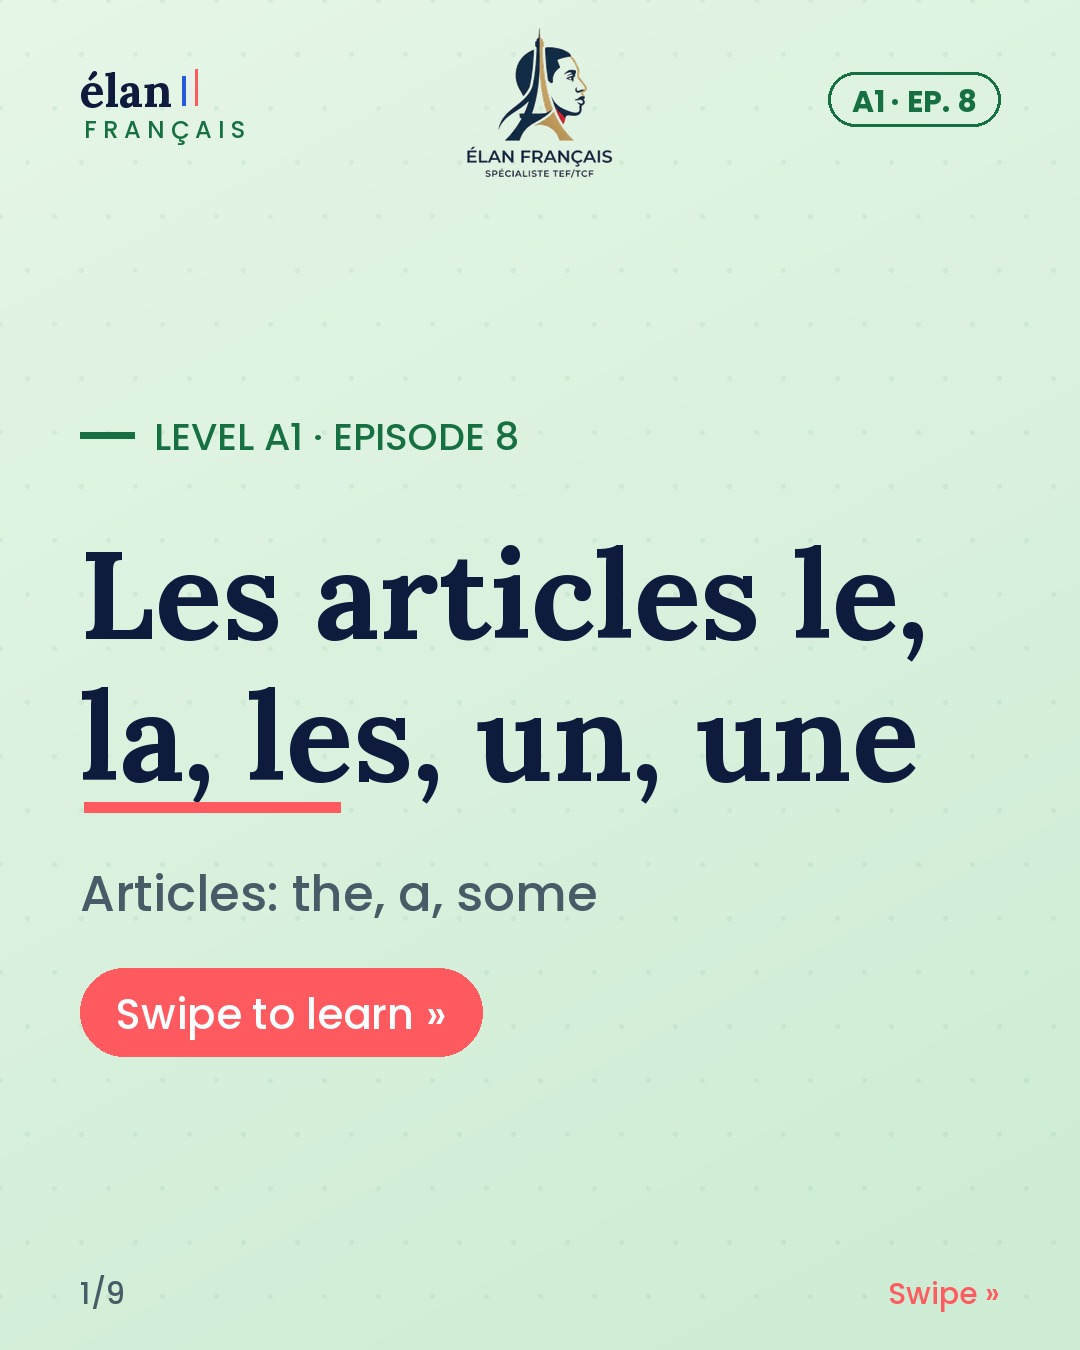 élan
FRANÇAIS
ÉLAN FRANÇAIS
SPÉCIALISTE TEF/TCF
A1 · EP. 8
LEVEL A1 · EPISODE 8
Les articles le,
la, les, un, une
Articles: the, a, some
Swipe to learn »
1/9
Swipe »